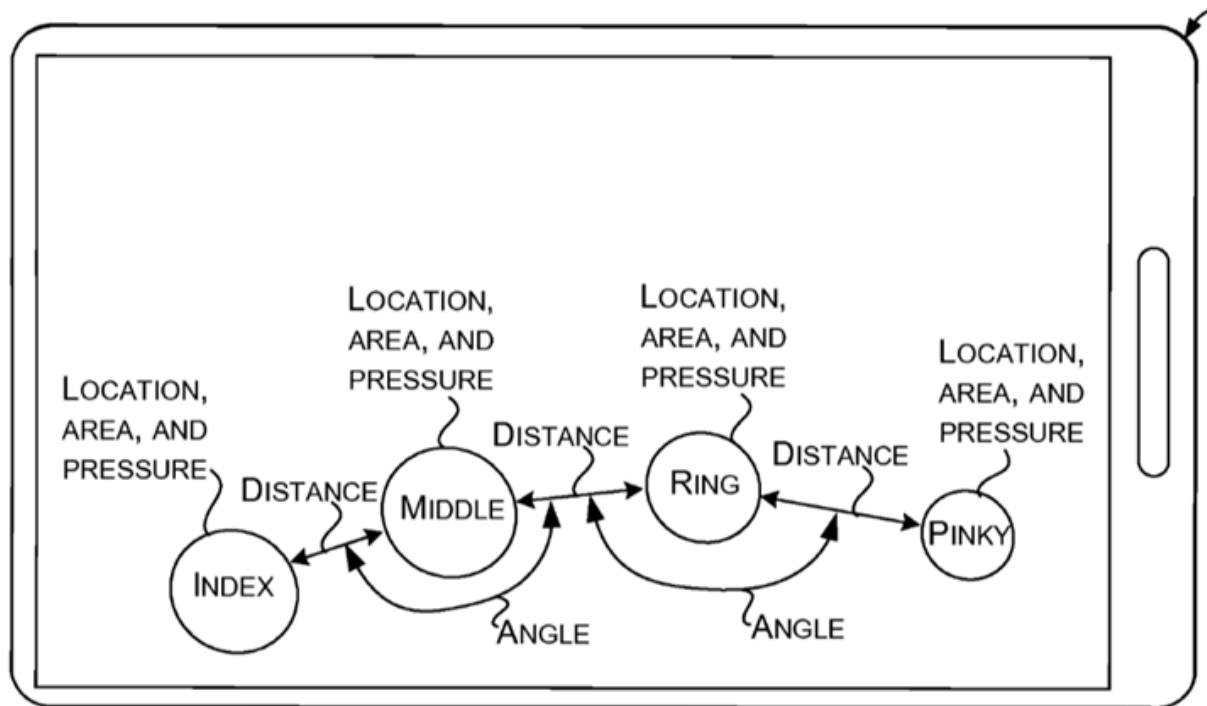 LOCATION,
AREA, AND
PRESSURE
LOCATION,
AREA, AND
PRESSURE
LOCATION,
AREA, AND
PRESSURE
LOCATION,
AREA, AND
PRESSURE
DISTANCE
DISTANCE
DISTANCE
INDEX
MIDDLE
RING
PINKY
ANGLE
ANGLE